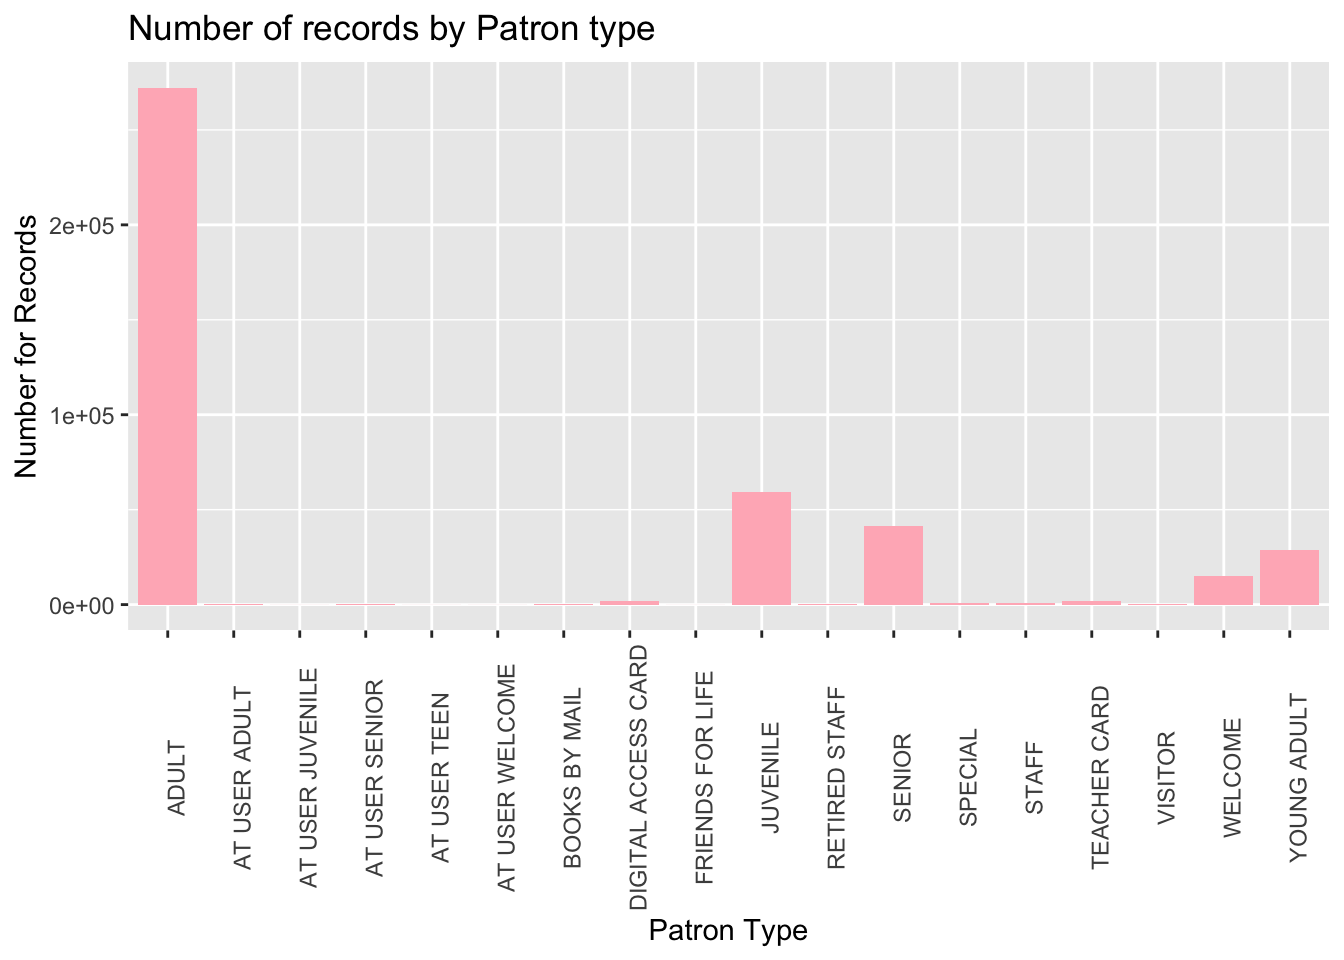 Number of records by Patron type
Number for Records
2e+05
1e+05
0e+00
ADULT
AT USER ADULT
AT USER JUVENILE
AT USER SENIOR
AT USER TEEN
AT USER WELCOME
BOOKS BY MAIL
DIGITAL ACCESS CARD
FRIENDS FOR LIFE
JUVENILE
RETIRED STAFF
SENIOR
SPECIAL
STAFF
TEACHER CARD
VISITOR
WELCOME
YOUNG ADULT
Patron Type